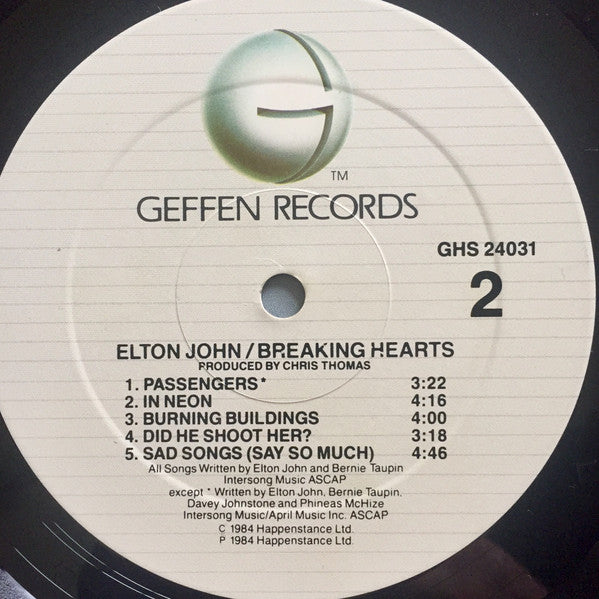 TM
GEFFEN RECORDS
GHS 24031
2
ELTON JOHN / BREAKING HEARTS
PRODUCED BY CHRIS THOMAS
1. PASSENGERS* 3:22
2. IN NEON 4:16
3. BURNING BUILDINGS 4:00
4. DID HE SHOOT HER? 3:18
5. SAD SONGS (SAY SO MUCH) 4:46
All Songs Written by Elton John and Bernie Taupin
Intersong Music ASCAP
except * Written by Elton John, Bernie Taupin,
Davey Johnstone and Phineas McHize
Intersong Music/April Music Inc. ASCAP
C 1984 Happenstance Ltd.
P 1984 Happenstance Ltd.